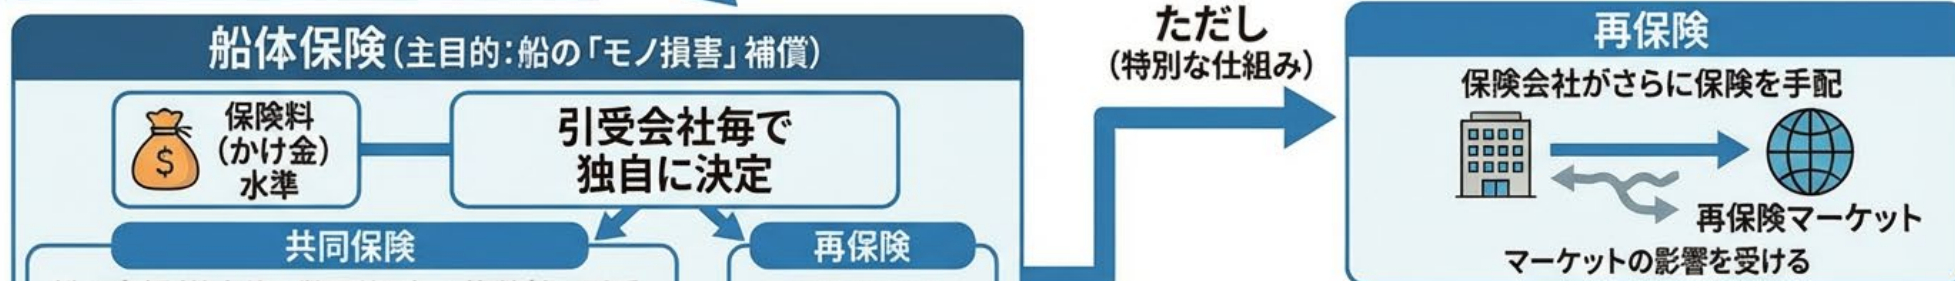 船体保険(主目的:船の「モノ損害」補償)
保険料
(かけ金)
水準
引受会社毎で
独自に決定
共同保険
再保険
ただし
(特別な仕組み)
再保険
保険会社がさらに保険を手配
再保険マーケット
マーケットの影響を受ける